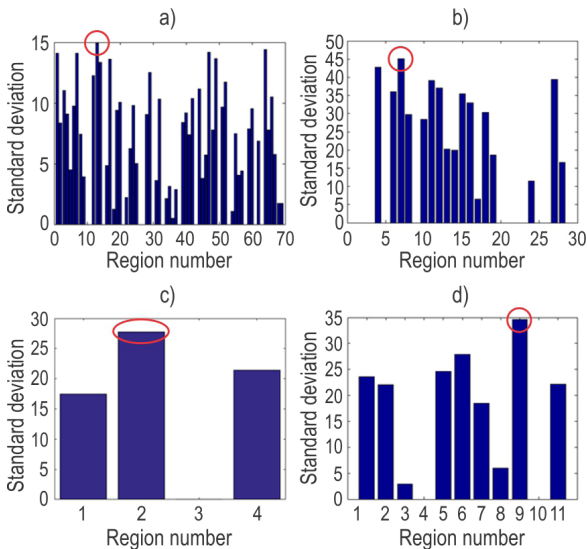 a)
Standard deviation
15
10
5
0
0 10 20 30 40 50 60 70
Region number
b)
Standard deviation
50
45
40
35
30
25
20
15
10
5
0
0 5 10 15 20 25 30
Region number
c)
Standard deviation
30
25
20
15
10
5
0
1 2 3 4
Region number
d)
Standard deviation
35
30
25
20
15
10
5
0
1 2 3 4 5 6 7 8 9 10 11
Region number